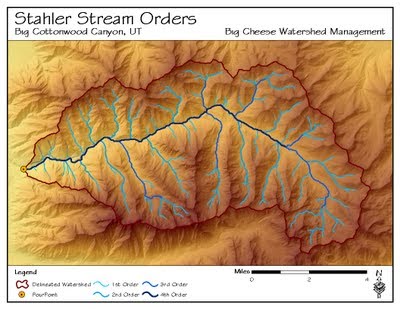 Stahler Stream Orders
Big Cottonwood Canyon, UT
Big Cheese Watershed Management
Legend
Delineated Watershed
1st Order
3rd Order
PourPoint
2nd Order
4th Order
Miles
0
2
4
N